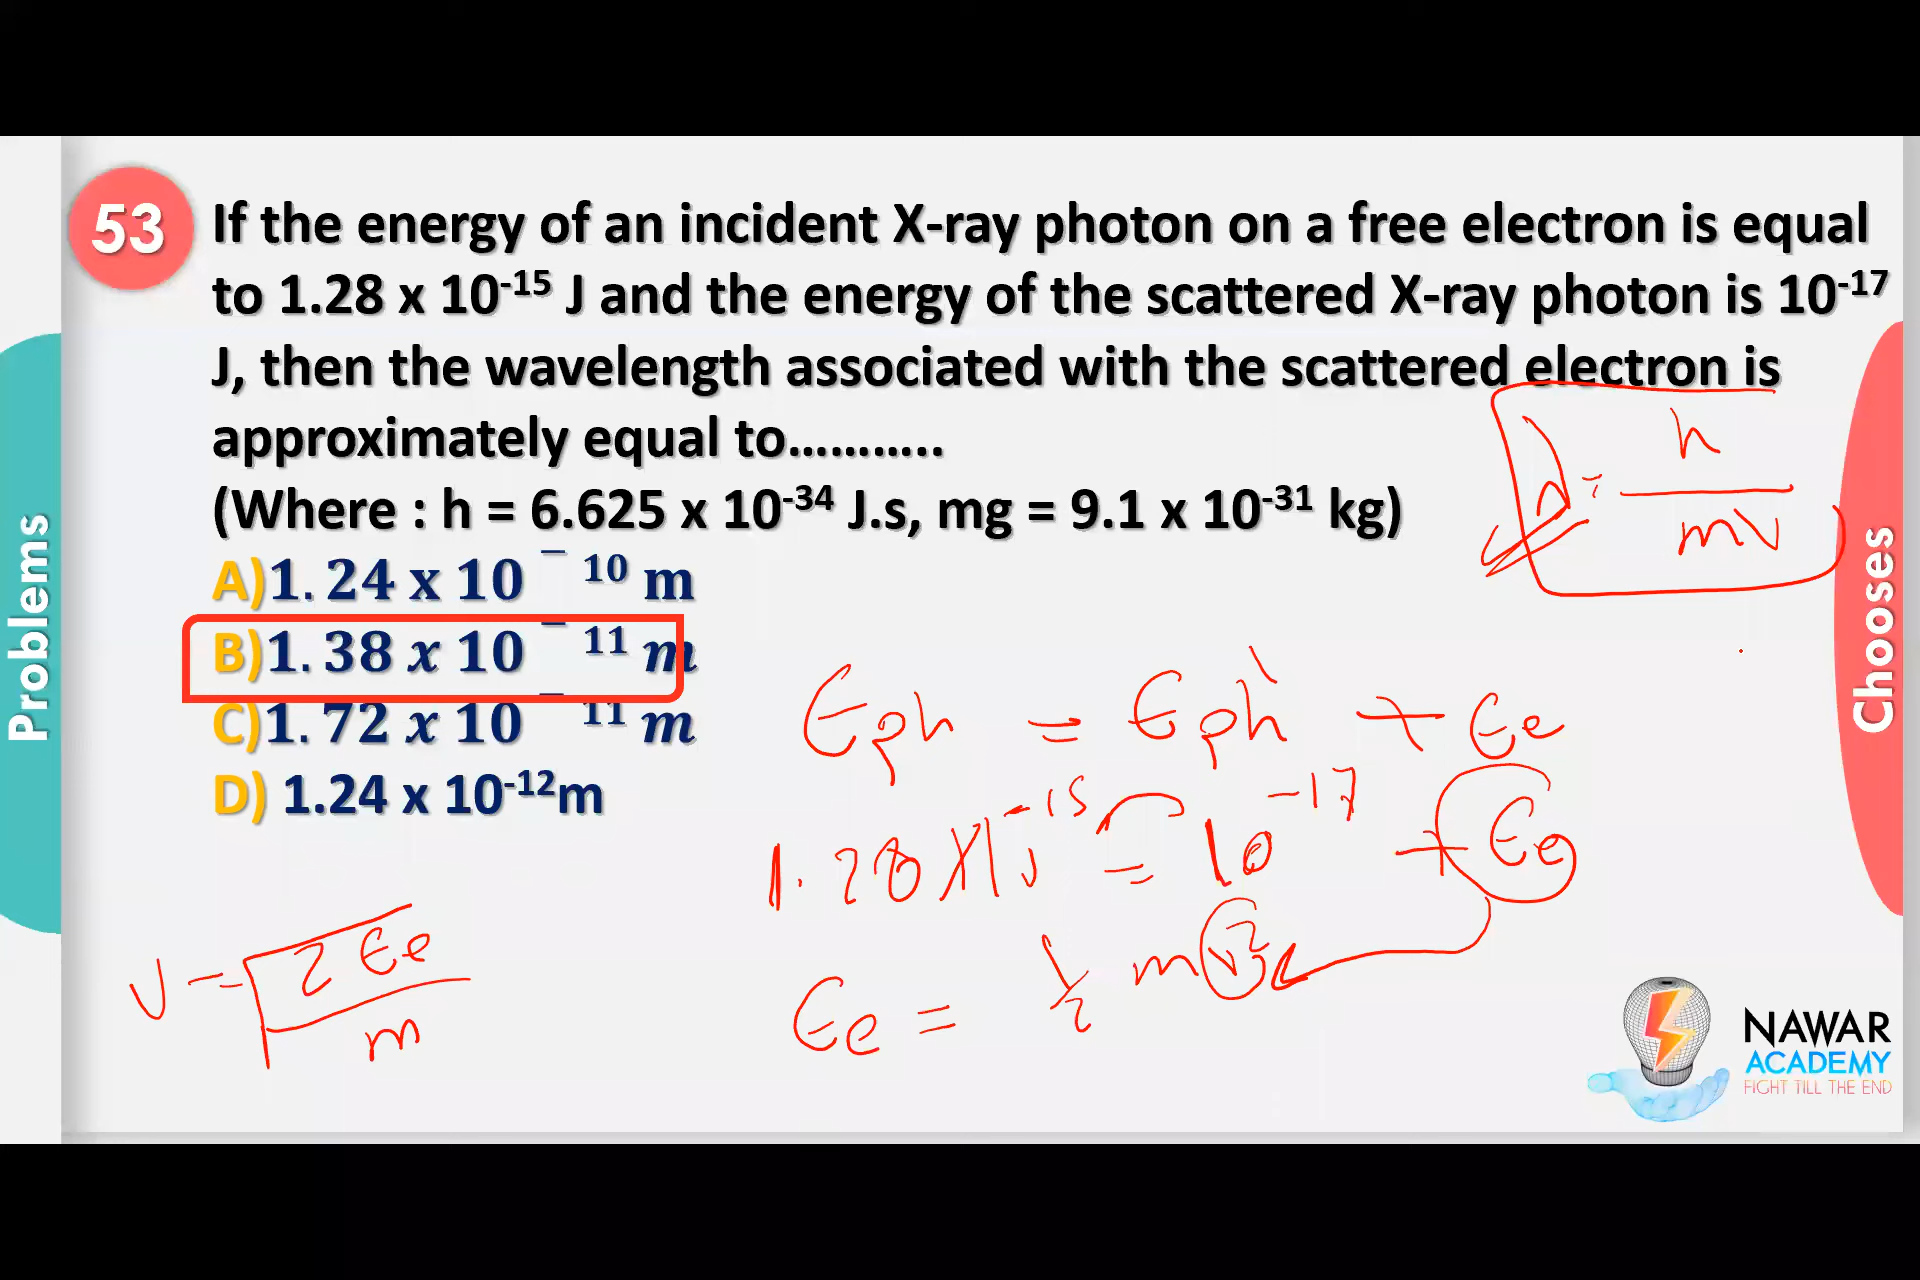 53
If the energy of an incident X-ray photon on a free electron is equal
to 1.28 x 10-15 J and the energy of the scattered X-ray photon is 10-17
J, then the wavelength associated with the scattered electron is
approximately equal to...........
(Where : h = 6.625 x 10-34 J.s, mg = 9.1 x 10-31 kg)
A)1. 24 x 10 - 10 m
B)1. 38 x 10 - 11 m
C)1. 72 x 10 - 11 m
D) 1.24 x 10-12m
λ = h / mv
Eph = Eph' + Ee
1.28 x 10-15 = 10-17 + Ee
Ee = 1/2 mv2
v = √ 2 Ee / m
Problems
Chooses
NAWAR
ACADEMY
FIGHT TILL THE END